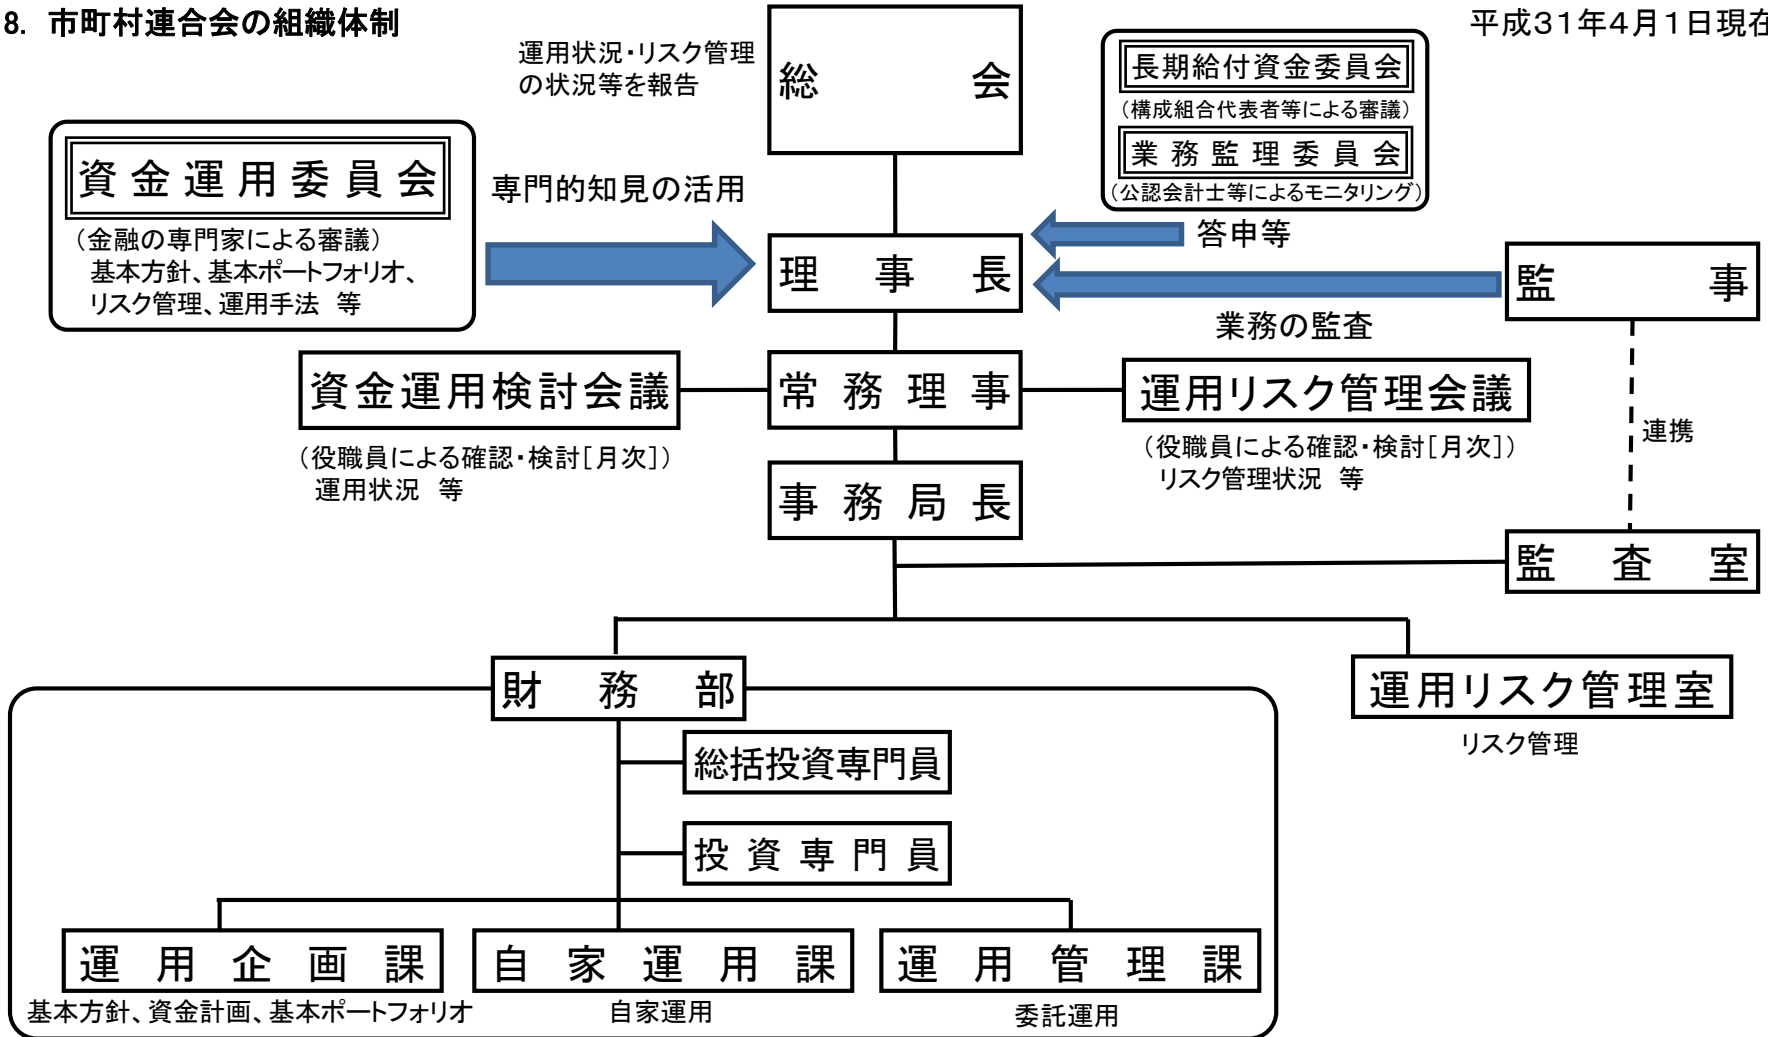 8. 市町村連合会の組織体制
平成31年4月1日現在
運用状況・リスク管理
の状況等を報告
総会
長期給付資金委員会
(構成組合代表者等による審議)
業務監理委員会
(公認会計士等によるモニタリング)
資金運用委員会
(金融の専門家による審議)
基本方針、基本ポートフォリオ、
リスク管理、運用手法 等
専門的知見の活用
答申等
理事長
監事
業務の監査
資金運用検討会議
常務理事
運用リスク管理会議
(役職員による確認・検討[月次])
運用状況 等
(役職員による確認・検討[月次])
リスク管理状況 等
連携
事務局長
監査室
財務部
運用リスク管理室
リスク管理
総括投資専門員
投資専門員
運用企画課
自家運用課
運用管理課
基本方針、資金計画、基本ポートフォリオ
自家運用
委託運用